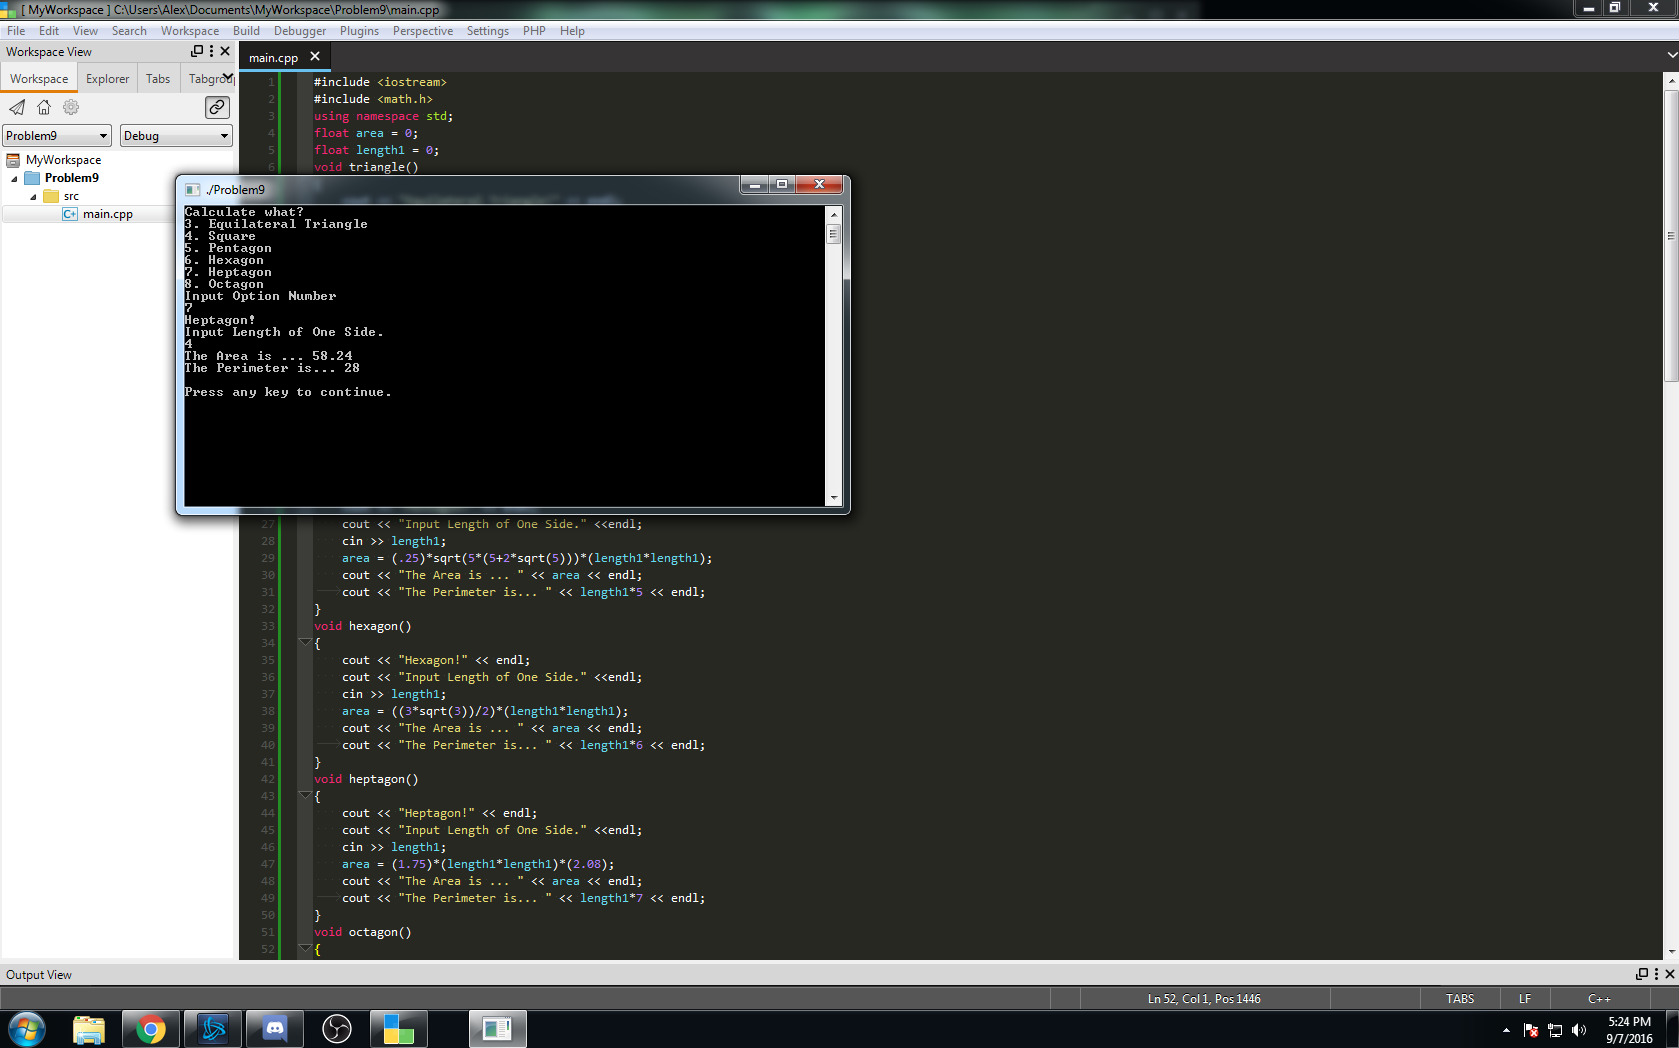 [ MyWorkspace ] C:\Users\Alex\Documents\MyWorkspace\Problem9\main.cpp
File Edit View Search Workspace Build Debugger Plugins Perspective Settings PHP Help
Workspace View
main.cpp
Workspace Explorer Tabs Tabgrou
Problem9 Debug
MyWorkspace
Problem9
src
main.cpp
1 #include <iostream>
2 #include <math.h>
3 using namespace std;
4 float area = 0;
5 float length1 = 0;
6 void triangle()
./Problem9
Calculate what?
3. Equilateral Triangle
4. Square
5. Pentagon
6. Hexagon
7. Heptagon
8. Octagon
Input Option Number
7
Heptagon!
Input Length of One Side.
4
The Area is ... 58.24
The Perimeter is... 28
Press any key to continue.
27 cout << "Input Length of One Side." <<endl;
28 cin >> length1;
29 area = (.25)*sqrt(5*(5+2*sqrt(5)))*(length1*length1);
30 cout << "The Area is ... " << area << endl;
31 cout << "The Perimeter is... " << length1*5 << endl;
32 }
33 void hexagon()
34 {
35 cout << "Hexagon!" << endl;
36 cout << "Input Length of One Side." <<endl;
37 cin >> length1;
38 area = ((3*sqrt(3))/2)*(length1*length1);
39 cout << "The Area is ... " << area << endl;
40 cout << "The Perimeter is... " << length1*6 << endl;
41 }
42 void heptagon()
43 {
44 cout << "Heptagon!" << endl;
45 cout << "Input Length of One Side." <<endl;
46 cin >> length1;
47 area = (1.75)*(length1*length1)*(2.08);
48 cout << "The Area is ... " << area << endl;
49 cout << "The Perimeter is... " << length1*7 << endl;
50 }
51 void octagon()
52 {
Output View
Ln 52, Col 1, Pos 1446 TABS LF C++
5:24 PM
9/7/2016